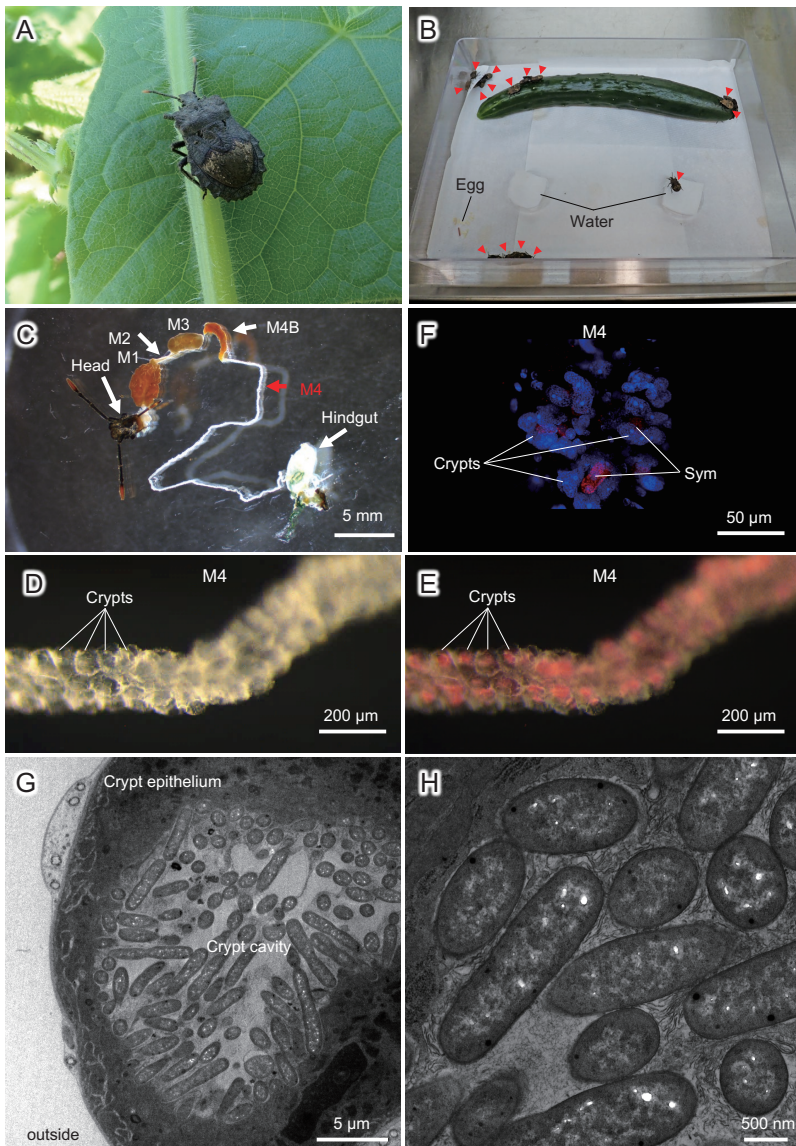 A
B
Egg
Water
C
M3
M2
M1
M4B
Head
M4
Hindgut
5 mm
F
M4
Crypts
Sym
50 μm
D
M4
Crypts
200 μm
E
M4
Crypts
200 μm
G
Crypt epithelium
Crypt cavity
outside
5 μm
H
500 nm